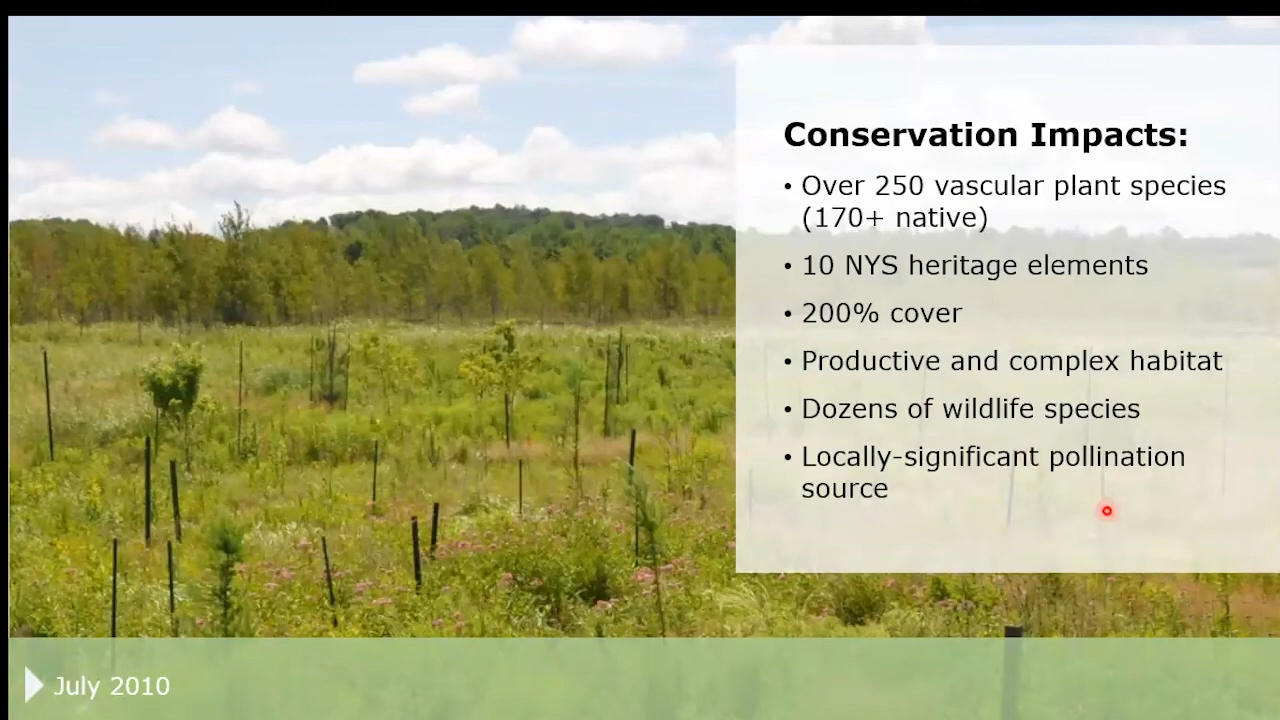 Conservation Impacts:
• Over 250 vascular plant species
(170+ native)
• 10 NYS heritage elements
• 200% cover
• Productive and complex habitat
• Dozens of wildlife species
• Locally-significant pollination
source
July 2010